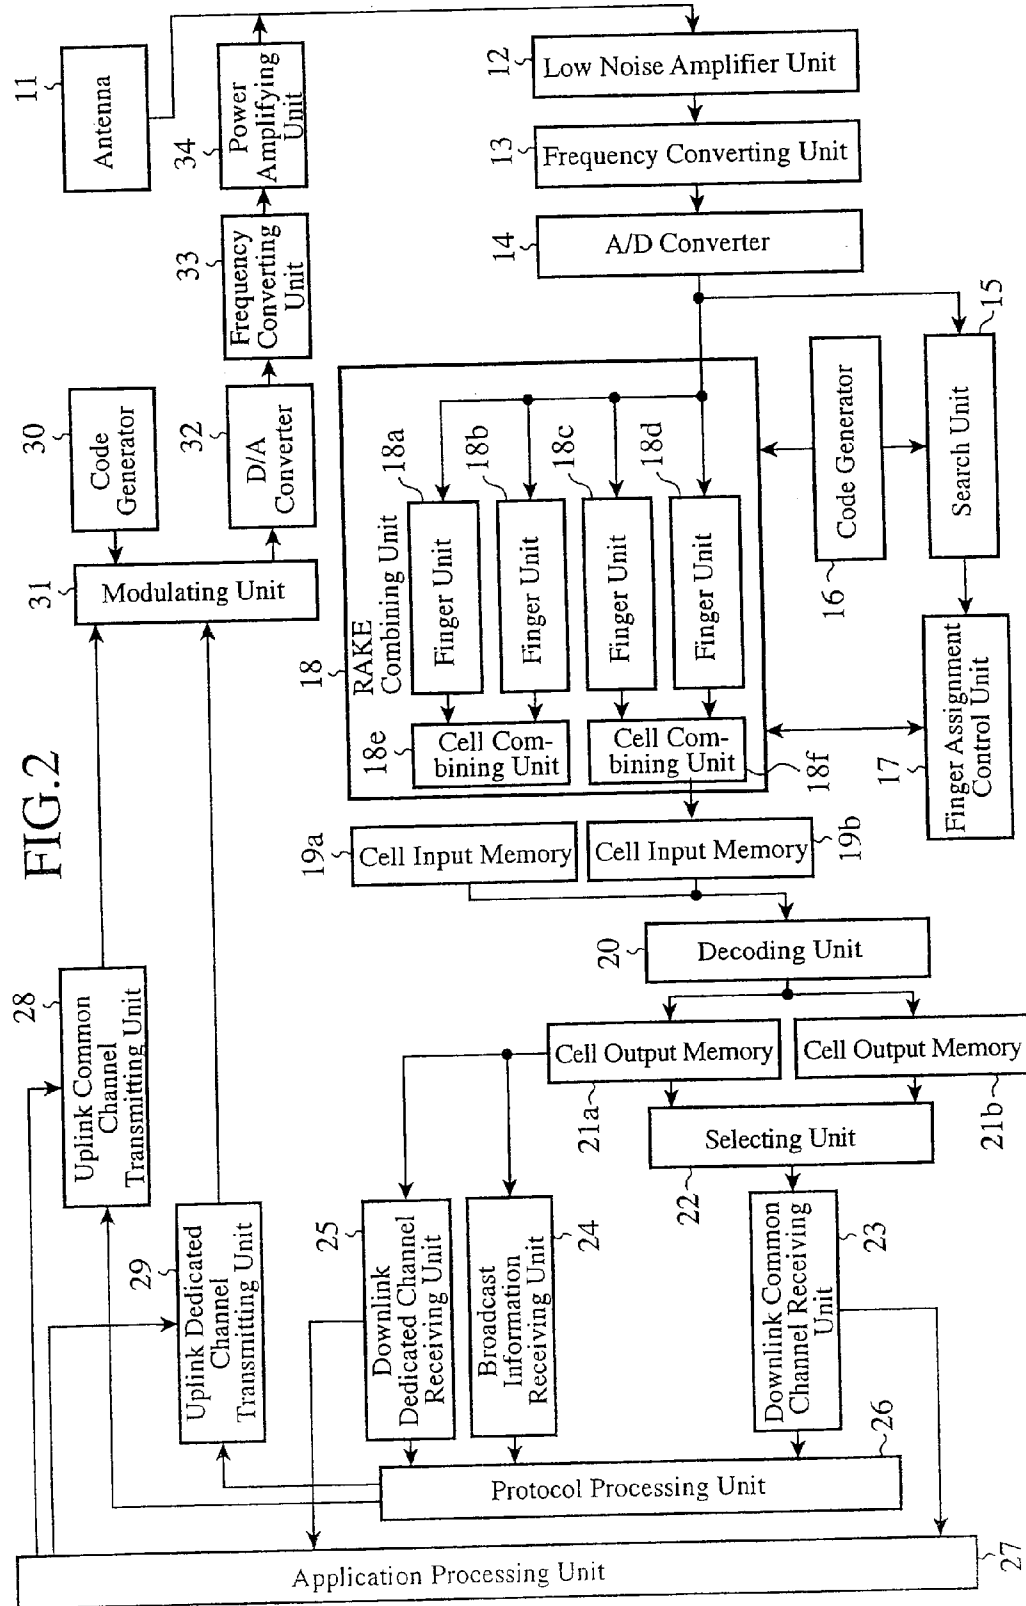 FIG.2
11
Antenna
34
Power
Amplifying
Unit
33
Frequency
Converting
Unit
32
D/A
Converter
30
Code
Generator
31
Modulating Unit
28
Uplink Common
Channel
Transmitting Unit
29
Uplink Dedicated
Channel
Transmitting Unit
12
Low Noise Amplifier Unit
13
Frequency Converting Unit
14
A/D Converter
15
Search Unit
16
Code Generator
17
Finger Assignment
Control Unit
18
RAKE
Combining Unit
18a
Finger Unit
18b
Finger Unit
18c
Finger Unit
18d
Finger Unit
18e
Cell Com-
bining Unit
18f
Cell Com-
bining Unit
19a
Cell Input Memory
19b
Cell Input Memory
20
Decoding Unit
21a
Cell Output Memory
21b
Cell Output Memory
22
Selecting Unit
25
Downlink
Dedicated Channel
Receiving Unit
24
Broadcast
Information
Receiving Unit
23
Downlink Common
Channel Receiving
Unit
26
Protocol Processing Unit
27
Application Processing Unit